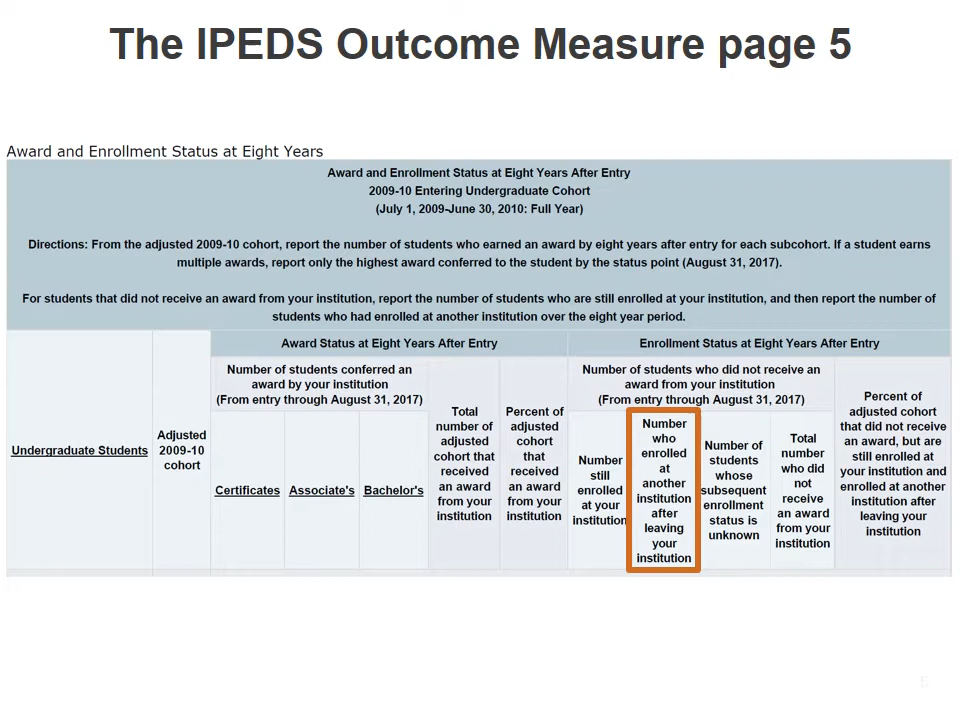 The IPEDS Outcome Measure page 5
Award and Enrollment Status at Eight Years
Award and Enrollment Status at Eight Years After Entry
2009-10 Entering Undergraduate Cohort
(July 1, 2009-June 30, 2010: Full Year)
Directions: From the adjusted 2009-10 cohort, report the number of students who earned an award by eight years after entry for each subcohort. If a student earns
multiple awards, report only the highest award conferred to the student by the status point (August 31, 2017).
For students that did not receive an award from your institution, report the number of students who are still enrolled at your institution, and then report the number of
students who had enrolled at another institution over the eight year period.
Award Status at Eight Years After Entry
Enrollment Status at Eight Years After Entry
Undergraduate Students
Adjusted
2009-10
cohort
Number of students conferred an
award by your institution
(From entry through August 31, 2017)
Certificates
Associate's
Bachelor's
Total
number of
adjusted
cohort that
received
an award
from your
institution
Percent of
adjusted
cohort
that
received
an award
from your
institution
Number of students who did not receive an
award from your institution
(From entry through August 31, 2017)
Number
still
enrolled
at your
institution
Number
who
enrolled
at
another
institution
after
leaving
your
institution
Number of
students
whose
subsequent
enrollment
status is
unknown
Total
number
who did
not
receive
an award
from your
institution
Percent of
adjusted cohort
that did not receive
an award, but are
still enrolled at
your institution and
enrolled at another
institution after
leaving your
institution
5